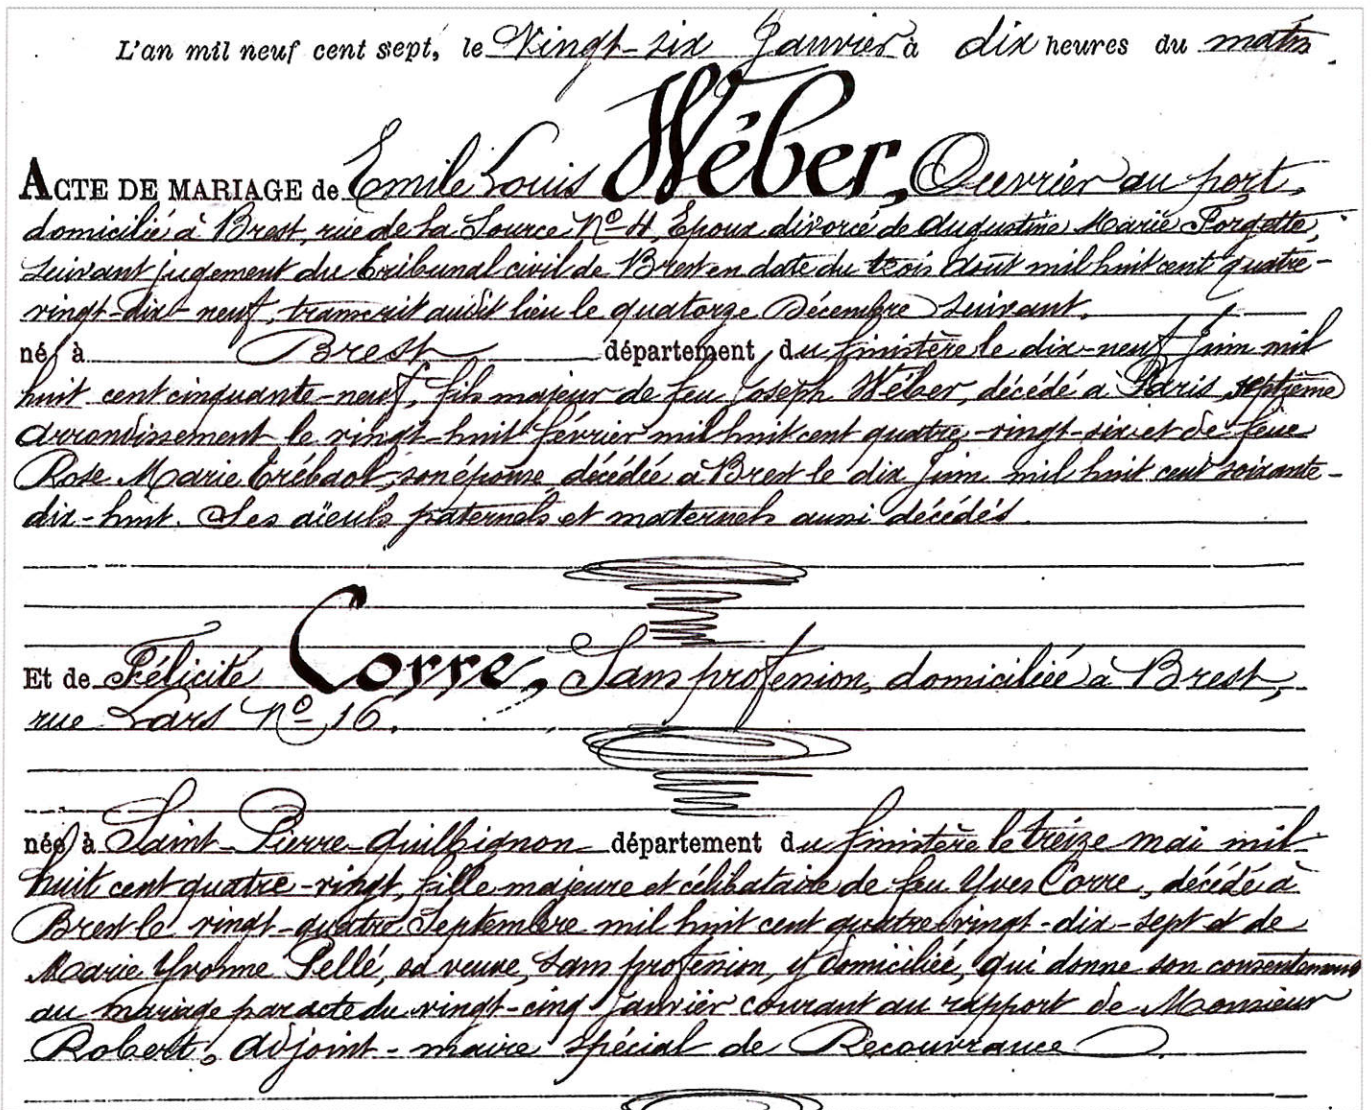 L'an mil neuf cent sept, le Vingt-six Janvier à dix heures du matin.
ACTE DE MARIAGE de Emile Louis Wéber, Ouvrier au port,
domicilié à Brest, rue de la Source No 4, Epoux divorcé de Augustine Marie Forgette,
suivant jugement du Tribunal civil de Brest en date du trois Aout mil huit cent quatre-
vingt-dix-neuf, transcrit audit lieu le quatorze Décembre suivant.
né à Brest département du finistère le dix-neuf Juin mil
huit cent cinquante-neuf, fils majeur de feu Joseph Wéber, décédé à Paris septième
arrondissement le vingt-huit février mil huit cent quatre-vingt-six et de feue
Rose Marie Trébaol, son épouse, décédée à Brest le dix Juin mil huit cent soixante-
dix-huit. Ses aïeuls paternels et maternels aussi décédés.
Et de Félicité Corre, Sans profession, domiciliée à Brest,
rue Lars No 16.
née à Saint-Pierre-Quilbignon département du finistère le treize mai mil
huit cent quatre-vingt, fille majeure et célibataire de feu Yves Corre, décédé à
Brest le vingt-quatre Septembre mil huit cent quatre vingt-dix-sept et de
Marie Yvonne Pellé, sa veuve, Sans profession, y domiciliée, qui donne son consentement
au mariage par acte du vingt-cinq Janvier courant au rapport de Monsieur
Robert, adjoint-maire spécial de Recouvrance.